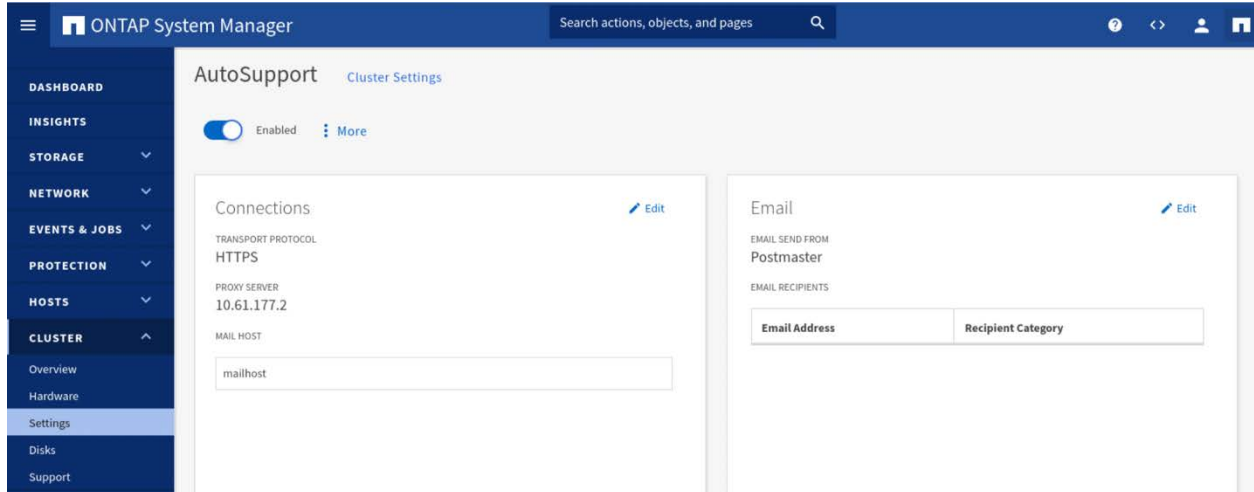 ONTAP System Manager
Search actions, objects, and pages
DASHBOARD
INSIGHTS
STORAGE
NETWORK
EVENTS & JOBS
PROTECTION
HOSTS
CLUSTER
Overview
Hardware
Settings
Disks
Support
AutoSupport Cluster Settings
Enabled More
Connections Edit
TRANSPORT PROTOCOL
HTTPS
PROXY SERVER
10.61.177.2
MAIL HOST
mailhost
Email Edit
EMAIL SEND FROM
Postmaster
EMAIL RECIPIENTS
Email Address Recipient Category